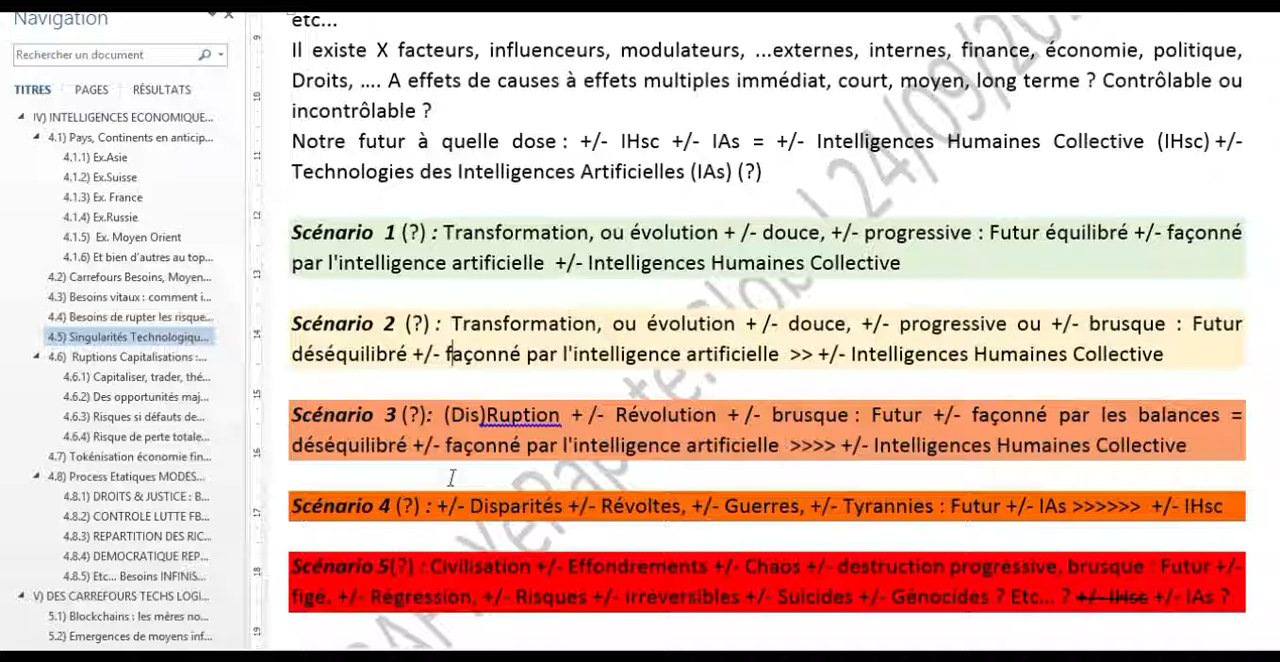 Navigation
Rechercher un document
TITRES PAGES RÉSULTATS
IV) INTELLIGENCES ECONOMIQUE...
4.1) Pays, Continents en anticip...
4.1.1) Ex.Asie
4.1.2) Ex.Suisse
4.1.3) Ex. France
4.1.4) Ex.Russie
4.1.5) Ex. Moyen Orient
4.1.6) Et bien d'autres au top...
4.2) Carrefours Besoins, Moyen...
4.3) Besoins vitaux : comment i...
4.4) Besoins de rupter les risque...
4.5) Singularités Technologiqu...
4.6) Ruptions Capitalisations :...
4.6.1) Capitaliser, trader, thé...
4.6.2) Des opportunités maj...
4.6.3) Risques si défauts de...
4.6.4) Risque de perte totale...
4.7) Tokénisation économie fin...
4.8) Process Etatiques MODES...
4.8.1) DROITS & JUSTICE : B...
4.8.2) CONTROLE LUTTE FB...
4.8.3) REPARTITION DES RIC...
4.8.4) DEMOCRATIQUE REP...
4.8.5) Etc... Besoins INFINIS...
V) DES CARREFOURS TECHS LOGI...
5.1) Blockchains : les mères no...
5.2) Emergences de moyens inf...
9
10
11
12
13
14
15
16
17
18
19
etc...
Il existe X facteurs, influenceurs, modulateurs, ...externes, internes, finance, économie, politique,
Droits, .... A effets de causes à effets multiples immédiat, court, moyen, long terme ? Contrôlable ou
incontrôlable ?
Notre futur à quelle dose : +/- IHsc +/- IAs = +/- Intelligences Humaines Collective (IHsc) +/-
Technologies des Intelligences Artificielles (IAs) (?)
Scénario 1 (?) : Transformation, ou évolution + /- douce, +/- progressive : Futur équilibré +/- façonné
par l'intelligence artificielle +/- Intelligences Humaines Collective
Scénario 2 (?) : Transformation, ou évolution + /- douce, +/- progressive ou +/- brusque : Futur
déséquilibré +/- façonné par l'intelligence artificielle >> +/- Intelligences Humaines Collective
Scénario 3 (?): (Dis)Ruption + /- Révolution + /- brusque : Futur +/- façonné par les balances =
déséquilibré +/- façonné par l'intelligence artificielle >>>> +/- Intelligences Humaines Collective
Scénario 4 (?) : +/- Disparités +/- Révoltes, +/- Guerres, +/- Tyrannies : Futur +/- IAs >>>>>> +/- IHsc
Scénario 5(?) : Civilisation +/- Effondrements +/- Chaos +/- destruction progressive, brusque : Futur +/-
figé, +/- Régression, +/- Risques +/- irréversibles +/- Suicides +/- Génocides ? Etc... ? +/- IHsc +/- IAs ?